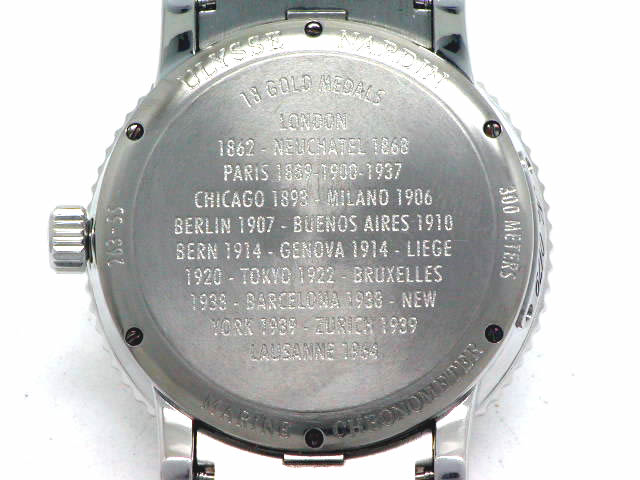 ULYSSE NARDIN
18 GOLD MEDALS
LONDON
1862 - NEUCHATEL 1868
PARIS 1889-1900-1937
CHICAGO 1893 - MILANO 1906
BERLIN 1907 - BUENOS AIRES 1910
BERN 1914 - GENOVA 1914 - LIEGE
1920 - TOKYO 1922 - BRUXELLES
1938 - BARCELONA 1938 - NEW
YORK 1939 - ZURICH 1939
LAUSANNE 1964
263-33
300 METERS
MARINE CHRONOMETER